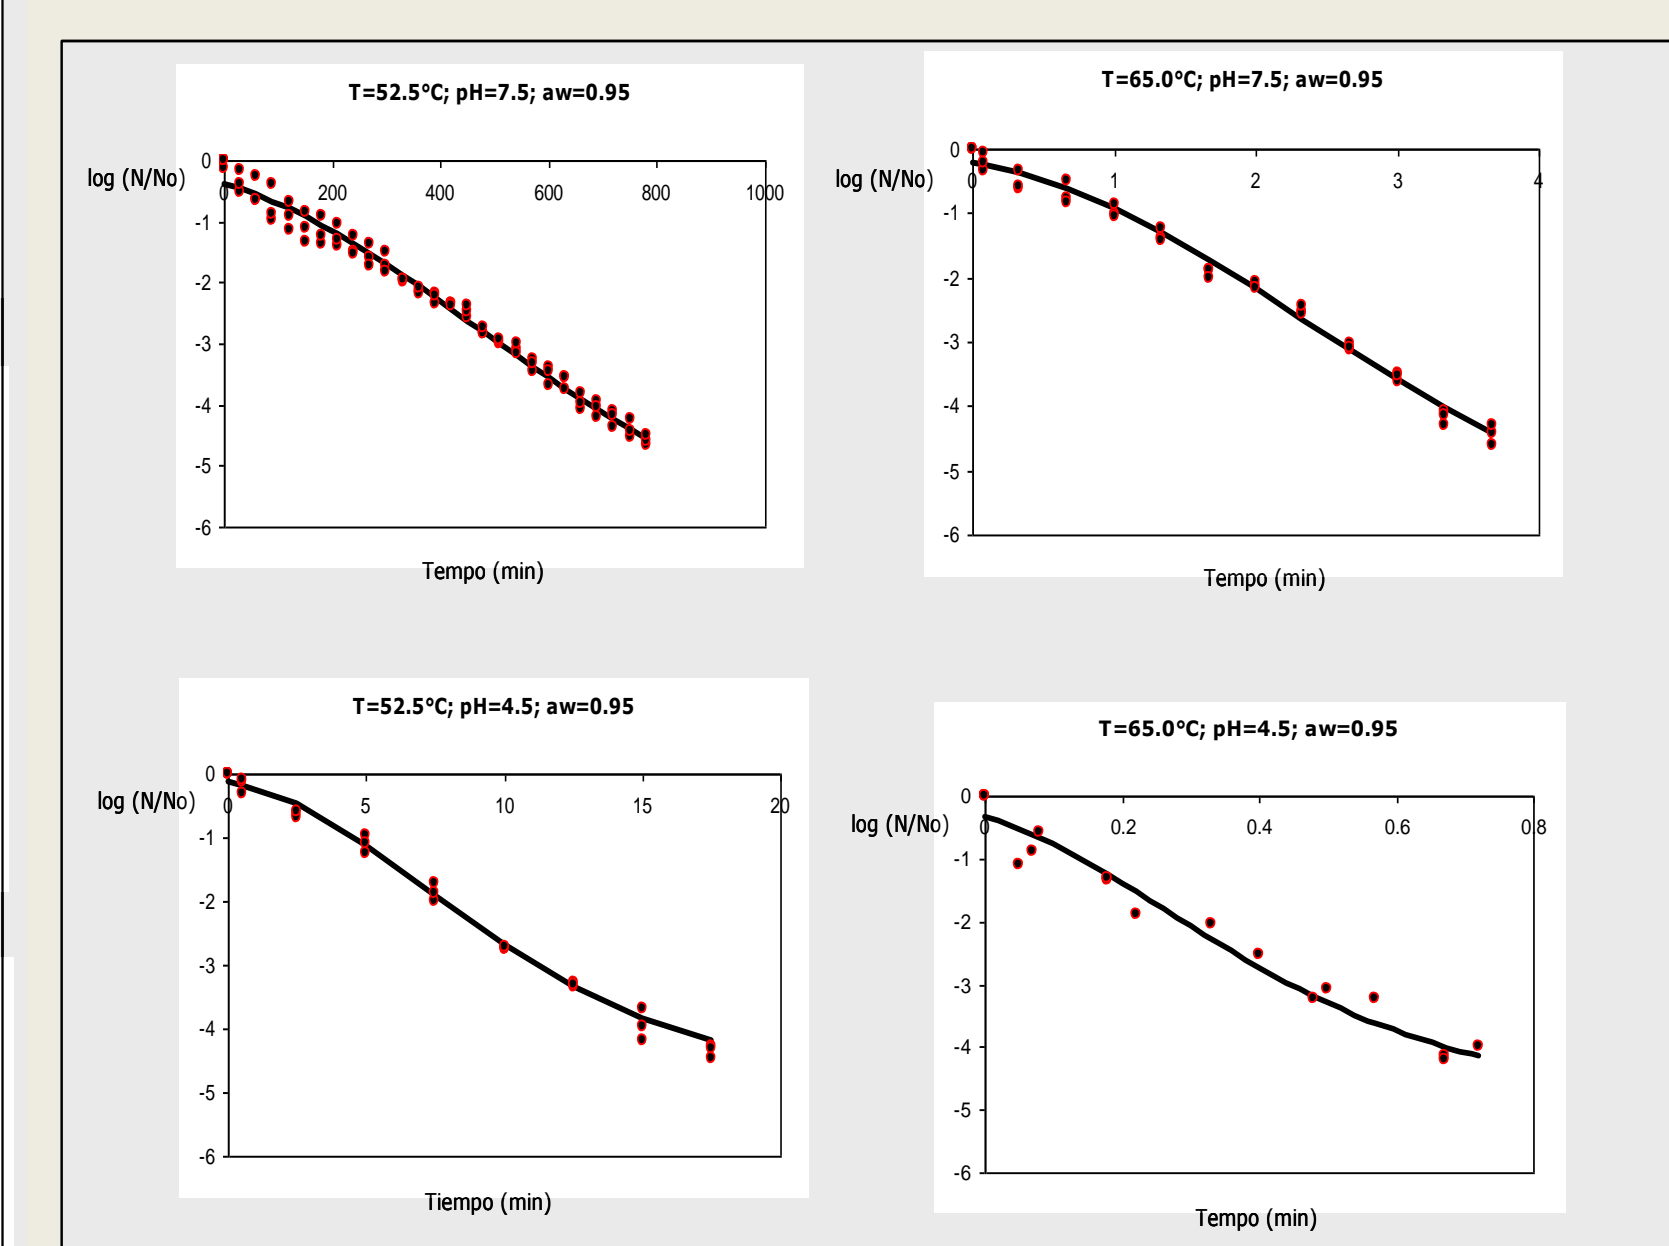 T=52.5°C; pH=7.5; aw=0.95
log (N/No)
0
-1
-2
-3
-4
-5
-6
0 200 400 600 800 1000
Tempo (min)
T=65.0°C; pH=7.5; aw=0.95
log (N/No)
0
-1
-2
-3
-4
-5
-6
0 1 2 3 4
Tempo (min)
T=52.5°C; pH=4.5; aw=0.95
log (N/No)
0
-1
-2
-3
-4
-5
-6
0 5 10 15 20
Tiempo (min)
T=65.0°C; pH=4.5; aw=0.95
log (N/No)
0
-1
-2
-3
-4
-5
-6
0 0.2 0.4 0.6 0.8
Tempo (min)